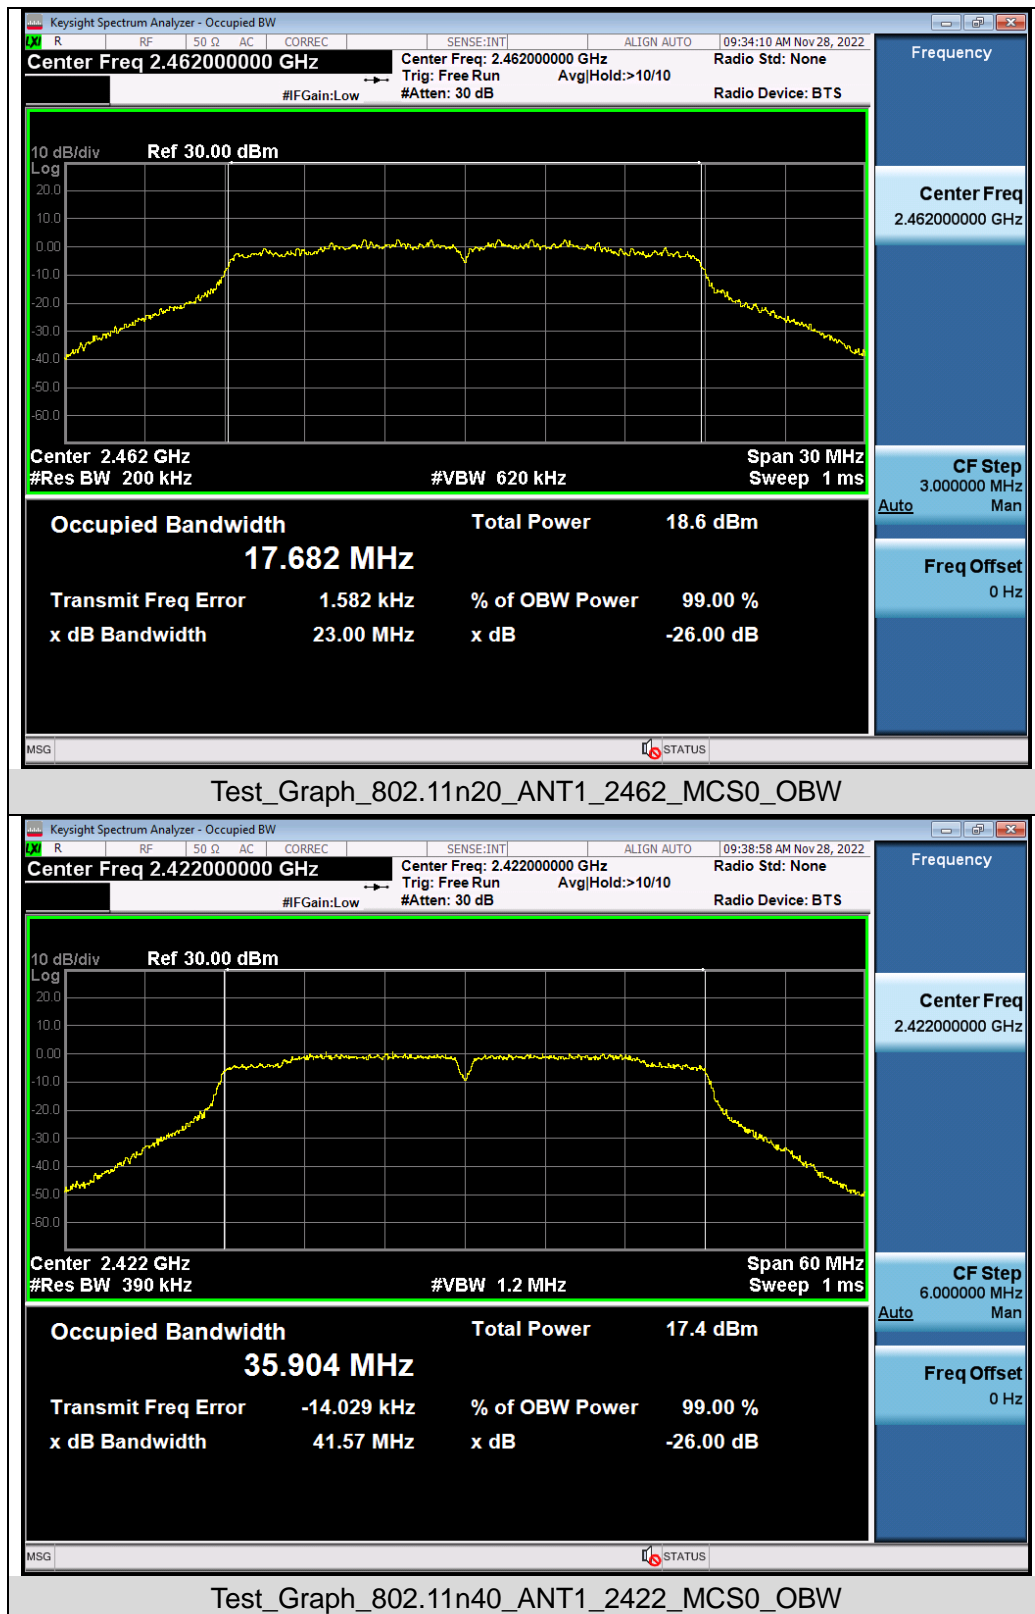 Keysight Spectrum Analyzer - Occupied BW
LXI R RF 50 Ω AC CORREC SENSE:INT ALIGN AUTO 09:34:10 AM Nov 28, 2022
Center Freq 2.462000000 GHz
Center Freq: 2.462000000 GHz
Radio Std: None
Trig: Free Run Avg|Hold:>10/10
#IFGain:Low #Atten: 30 dB Radio Device: BTS
Frequency
10 dB/div Ref 30.00 dBm
Log
20.0
10.0
0.00
-10.0
-20.0
-30.0
-40.0
-50.0
-60.0
Center 2.462 GHz Span 30 MHz
#Res BW 200 kHz #VBW 620 kHz Sweep 1 ms
Center Freq
2.462000000 GHz
CF Step
3.000000 MHz
Auto Man
Freq Offset
0 Hz
Occupied Bandwidth Total Power 18.6 dBm
17.682 MHz
Transmit Freq Error 1.582 kHz % of OBW Power 99.00 %
x dB Bandwidth 23.00 MHz x dB -26.00 dB
MSG STATUS
Test_Graph_802.11n20_ANT1_2462_MCS0_OBW
Keysight Spectrum Analyzer - Occupied BW
LXI R RF 50 Ω AC CORREC SENSE:INT ALIGN AUTO 09:38:58 AM Nov 28, 2022
Center Freq 2.422000000 GHz
Center Freq: 2.422000000 GHz
Radio Std: None
Trig: Free Run Avg|Hold:>10/10
#IFGain:Low #Atten: 30 dB Radio Device: BTS
Frequency
10 dB/div Ref 30.00 dBm
Log
20.0
10.0
0.00
-10.0
-20.0
-30.0
-40.0
-50.0
-60.0
Center 2.422 GHz Span 60 MHz
#Res BW 390 kHz #VBW 1.2 MHz Sweep 1 ms
Center Freq
2.422000000 GHz
CF Step
6.000000 MHz
Auto Man
Freq Offset
0 Hz
Occupied Bandwidth Total Power 17.4 dBm
35.904 MHz
Transmit Freq Error -14.029 kHz % of OBW Power 99.00 %
x dB Bandwidth 41.57 MHz x dB -26.00 dB
MSG STATUS
Test_Graph_802.11n40_ANT1_2422_MCS0_OBW